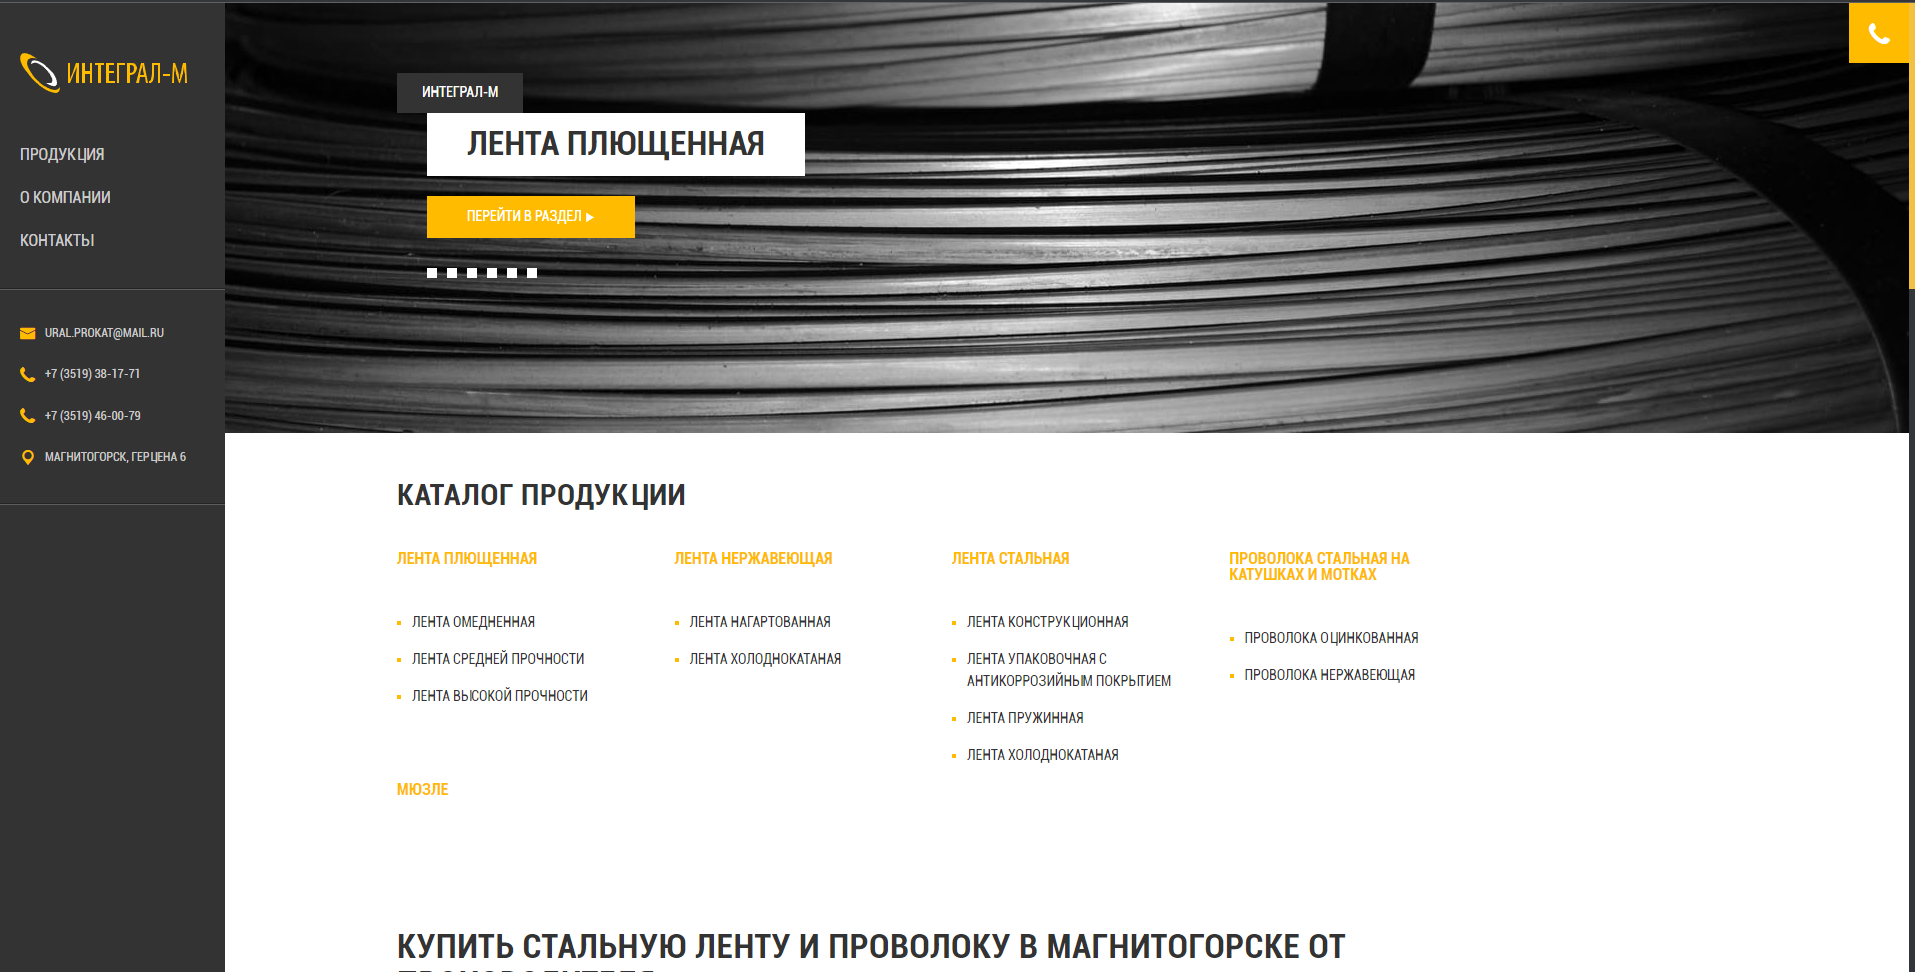 ИНТЕГРАЛ-М
ПРОДУКЦИЯ
О КОМПАНИИ
КОНТАКТЫ
URAL.PROKAT@MAIL.RU
+7 (3519) 38-17-71
+7 (3519) 46-00-79
МАГНИТОГОРСК, ГЕРЦЕНА 6
ИНТЕГРАЛ-М
ЛЕНТА ПЛЮЩЕННАЯ
ПЕРЕЙТИ В РАЗДЕЛ
КАТАЛОГ ПРОДУКЦИИ
ЛЕНТА ПЛЮЩЕННАЯ
ЛЕНТА ОМЕДНЕННАЯ
ЛЕНТА СРЕДНЕЙ ПРОЧНОСТИ
ЛЕНТА ВЫСОКОЙ ПРОЧНОСТИ
ЛЕНТА НЕРЖАВЕЮЩАЯ
ЛЕНТА НАГАРТОВАННАЯ
ЛЕНТА ХОЛОДНОКАТАНАЯ
ЛЕНТА СТАЛЬНАЯ
ЛЕНТА КОНСТРУКЦИОННАЯ
ЛЕНТА УПАКОВОЧНАЯ С
АНТИКОРРОЗИЙНЫМ ПОКРЫТИЕМ
ЛЕНТА ПРУЖИННАЯ
ЛЕНТА ХОЛОДНОКАТАНАЯ
ПРОВОЛОКА СТАЛЬНАЯ НА
КАТУШКАХ И МОТКАХ
ПРОВОЛОКА ОЦИНКОВАННАЯ
ПРОВОЛОКА НЕРЖАВЕЮЩАЯ
МЮЗЛЕ
КУПИТЬ СТАЛЬНУЮ ЛЕНТУ И ПРОВОЛОКУ В МАГНИТОГОРСКЕ ОТ